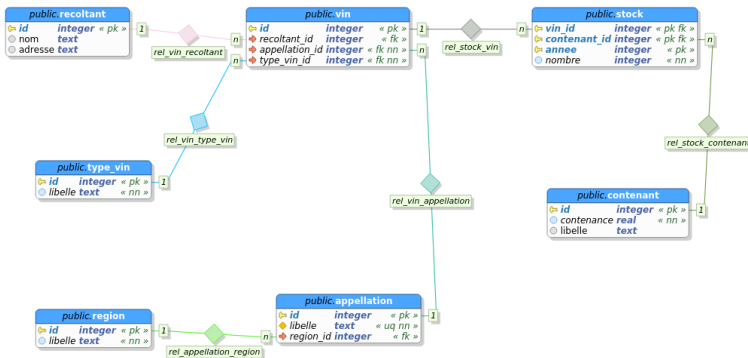 public.recoltant
id integer « pk »
nom text
adresse text
1
rel_vin_recoltant
n
public.vin
id integer « pk »
recoltant_id integer « fk »
appellation_id integer « fk nn »
type_vin_id integer « fk nn »
n
1
n
rel_stock_vin
n
public.stock
vin_id integer « pk fk »
contenant_id integer « pk fk »
annee integer « pk »
nombre integer « nn »
n
rel_vin_type_vin
rel_stock_contenant
public.type_vin
id integer « pk »
libelle text « nn »
1
rel_vin_appellation
public.contenant
id integer « pk »
contenance real « nn »
libelle text
1
public.region
id integer « pk »
libelle text « nn »
1
rel_appellation_region
n
public.appellation
id integer « pk »
libelle text « uq nn »
region_id integer « fk »
1